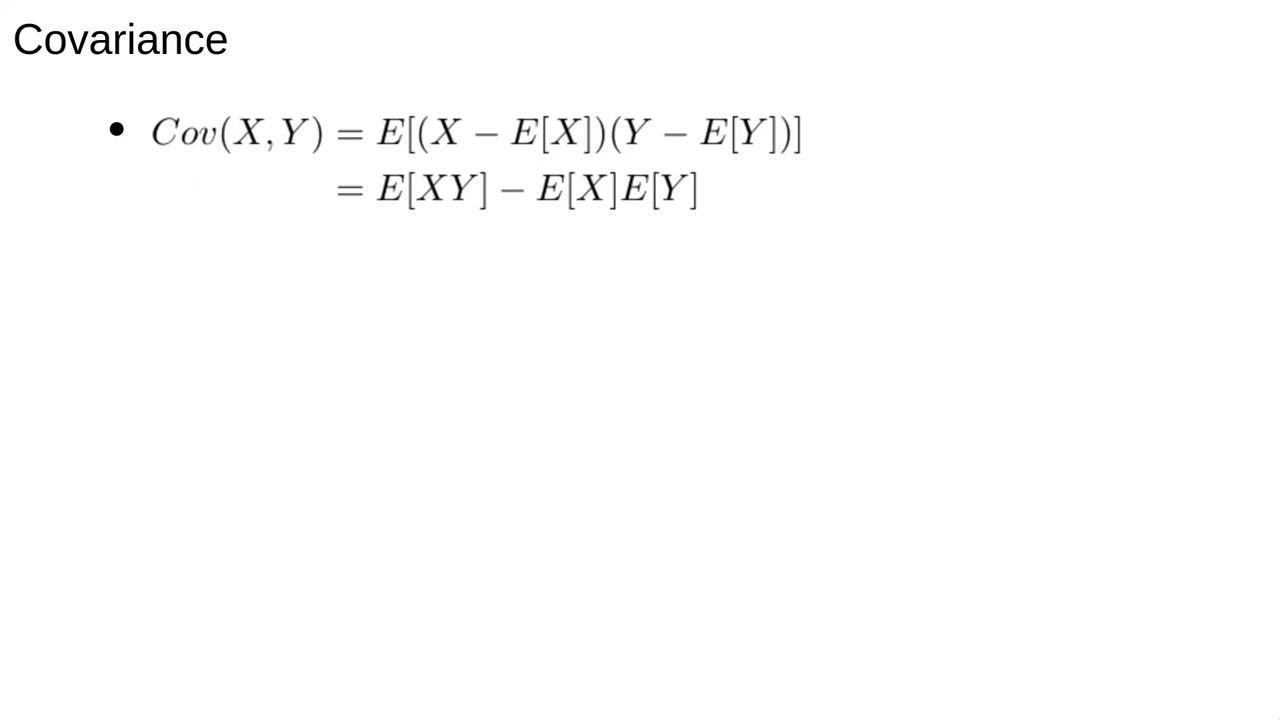 Covariance
• Cov(X, Y) = E[(X − E[X])(Y − E[Y])]
= E[XY] − E[X]E[Y]